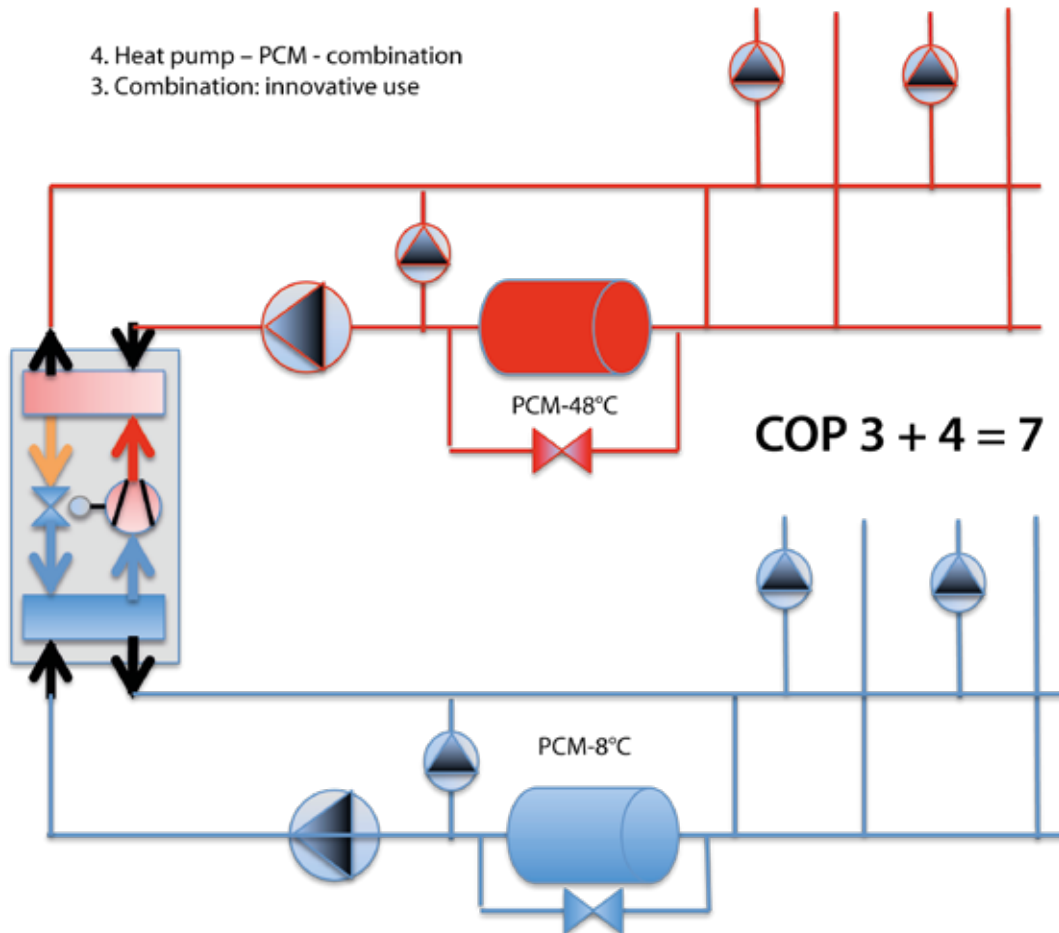 4. Heat pump – PCM - combination
3. Combination: innovative use
PCM-48°C
COP 3 + 4 = 7
PCM-8°C